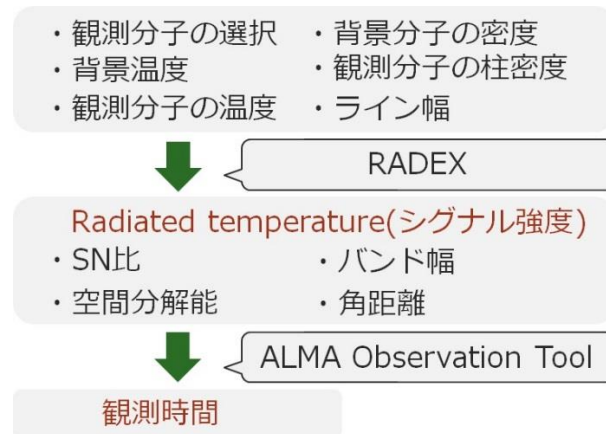 ・観測分子の選択 ・背景分子の密度
・背景温度 ・観測分子の柱密度
・観測分子の温度 ・ライン幅
RADEX
Radiated temperature(シグナル強度)
・SN比 ・バンド幅
・空間分解能 ・角距離
ALMA Observation Tool
観測時間